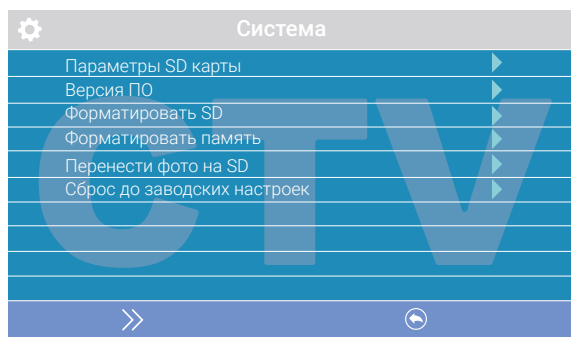 Система
Параметры SD карты
Версия ПО
Форматировать SD
Форматировать память
Перенести фото на SD
Сброс до заводских настроек
CTV